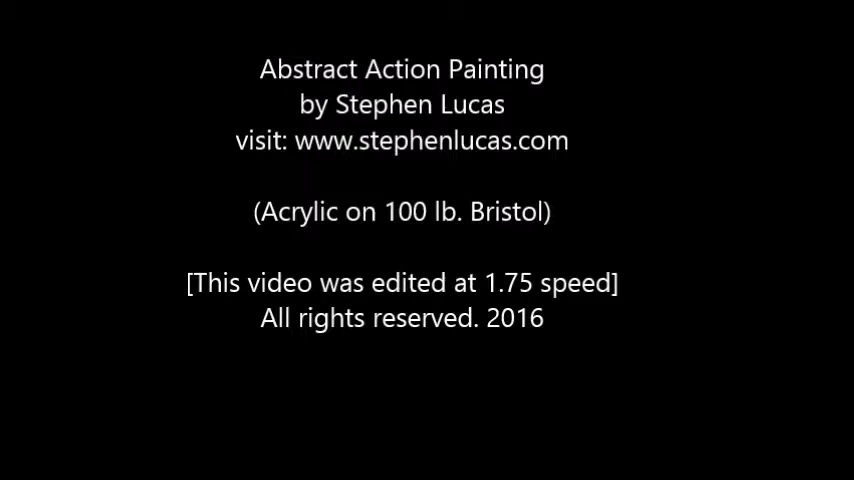 Abstract Action Painting
by Stephen Lucas
visit: www.stephenlucas.com
(Acrylic on 100 lb. Bristol)
[This video was edited at 1.75 speed]
All rights reserved. 2016